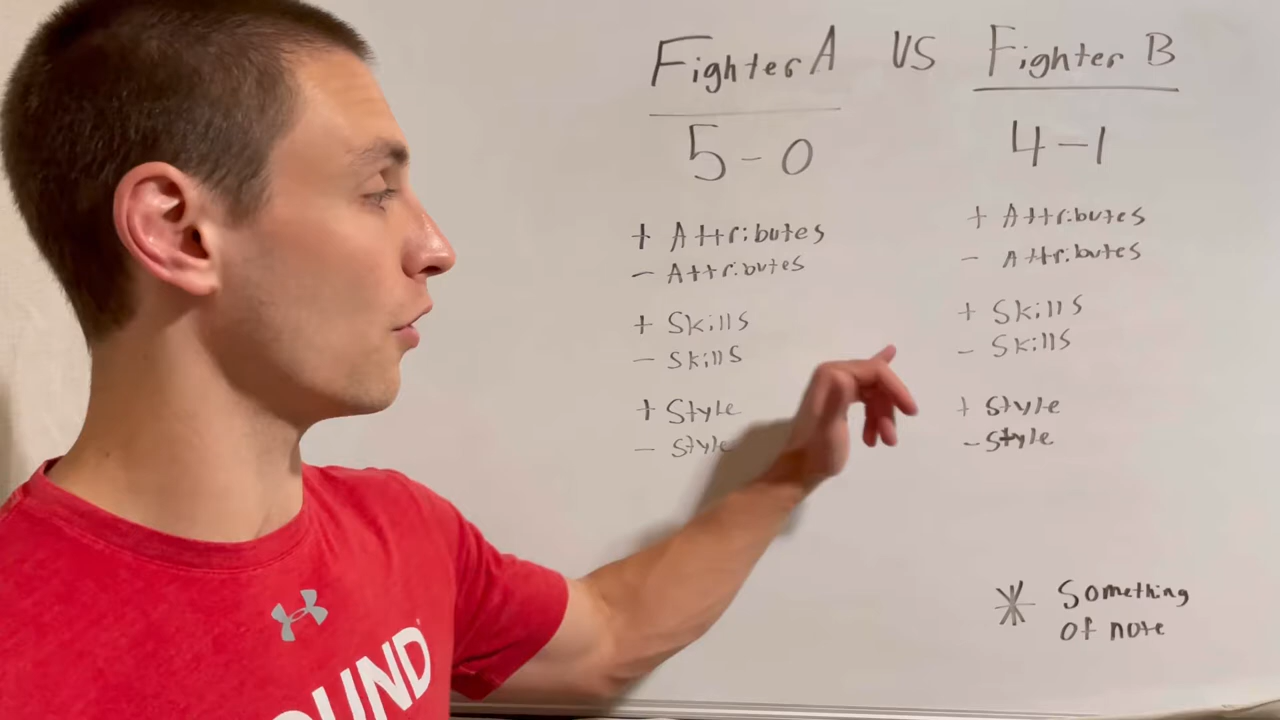 Fighter A VS Fighter B
5-0 4-1
+ Attributes + Attributes
- Attributes - Attributes
+ Skills + Skills
- Skills - Skills
+ Style + Style
- Style - Style
* Something
of note
OUND